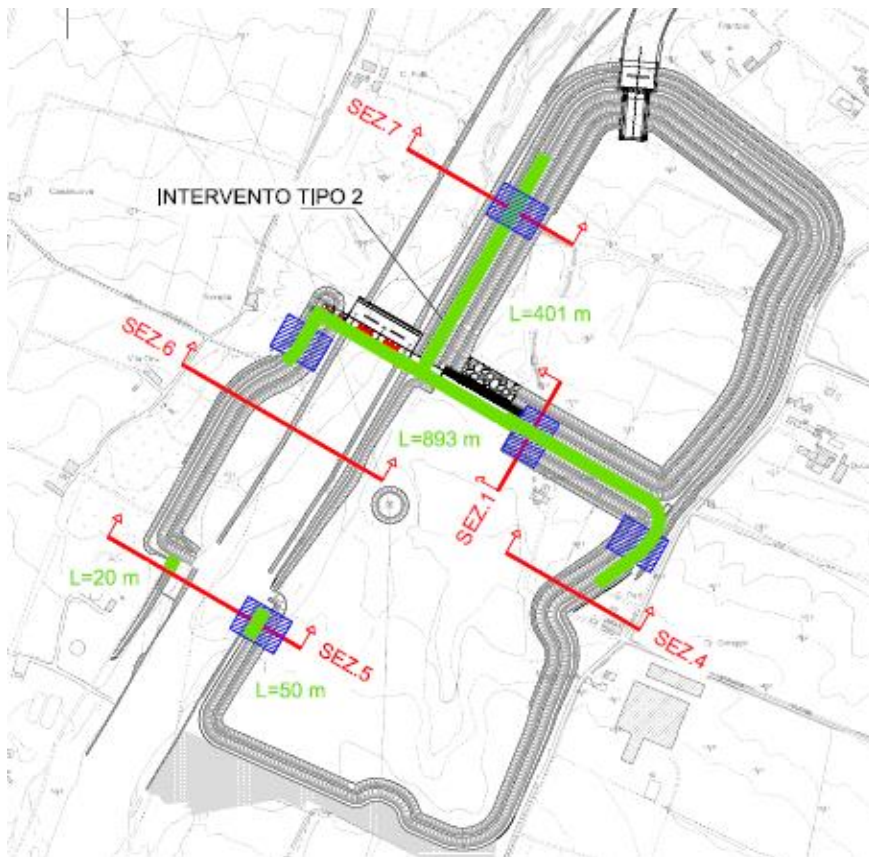 SEZ.7
INTERVENTO TIPO 2
SEZ.6
L=401 m
L=893 m
SEZ.1
L=20 m
SEZ.5
SEZ.4
L=50 m